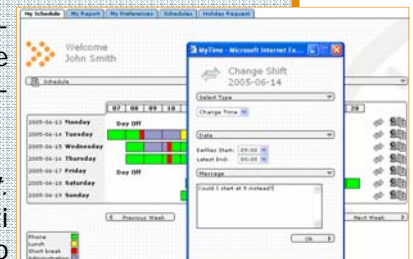 My Schedule My Report My Preferences Schedules Holiday Request
Welcome
John Smith
Schedule
07 08 09 10
20
2005-06-13 Monday Day Off
2005-06-14 Tuesday
2005-06-15 Wednesday
2005-06-16 Thursday
2005-06-17 Friday Day Off
2005-06-18 Saturday
2005-06-19 Sunday
Previous Week
Next Week
Phone
Lunch
Short break
Administration
MyTime - Microsoft Internet Ex...
Change Shift
2005-06-14
Select Type
Change Time
Date
Earliest Start: 09:00
Latest End: 00:00
Message
Could I start at 9 instead?
Ok